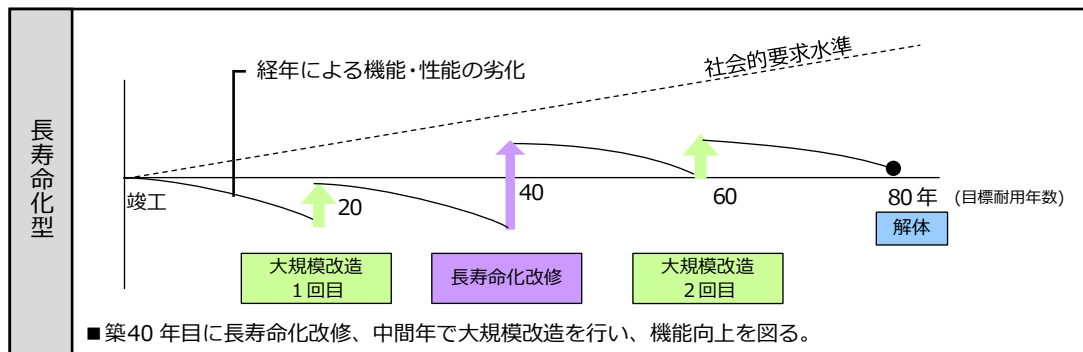 長寿命化型
経年による機能・性能の劣化
社会的要求水準
竣工
20
40
60
80 年 (目標耐用年数)
解体
大規模改造
1回目
長寿命化改修
大規模改造
2回目
■築40 年目に長寿命化改修、中間年で大規模改造を行い、機能向上を図る。